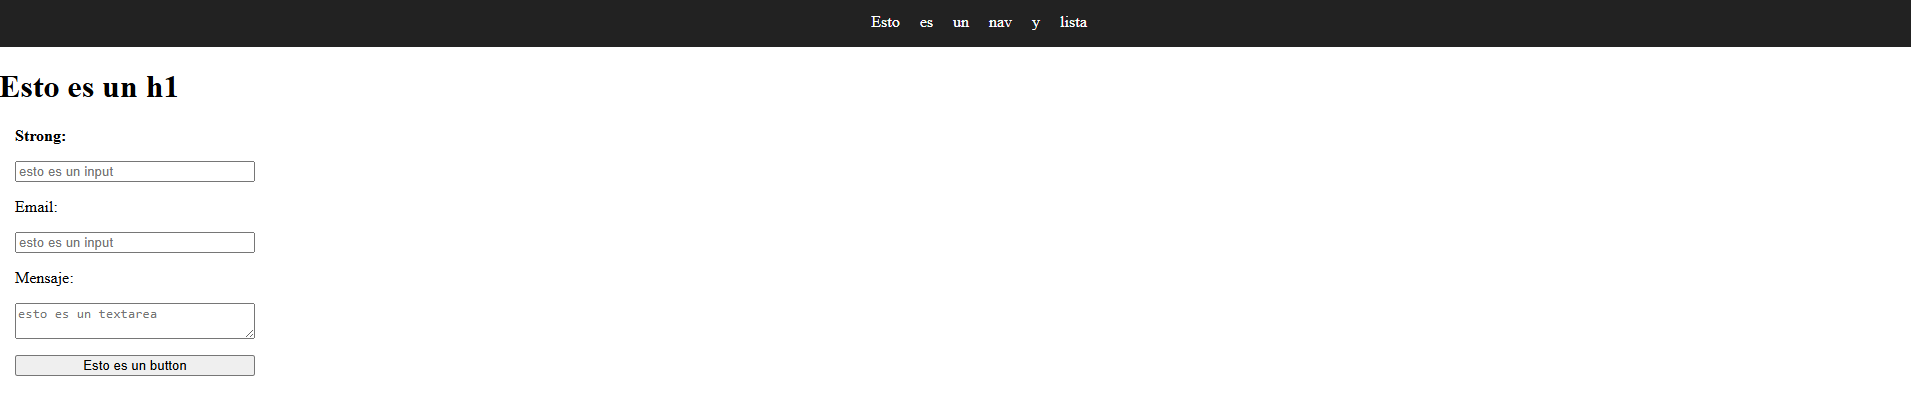 Esto es un nav y lista
Esto es un h1
Strong:
esto es un input
Email:
esto es un input
Mensaje:
esto es un textarea
Esto es un button